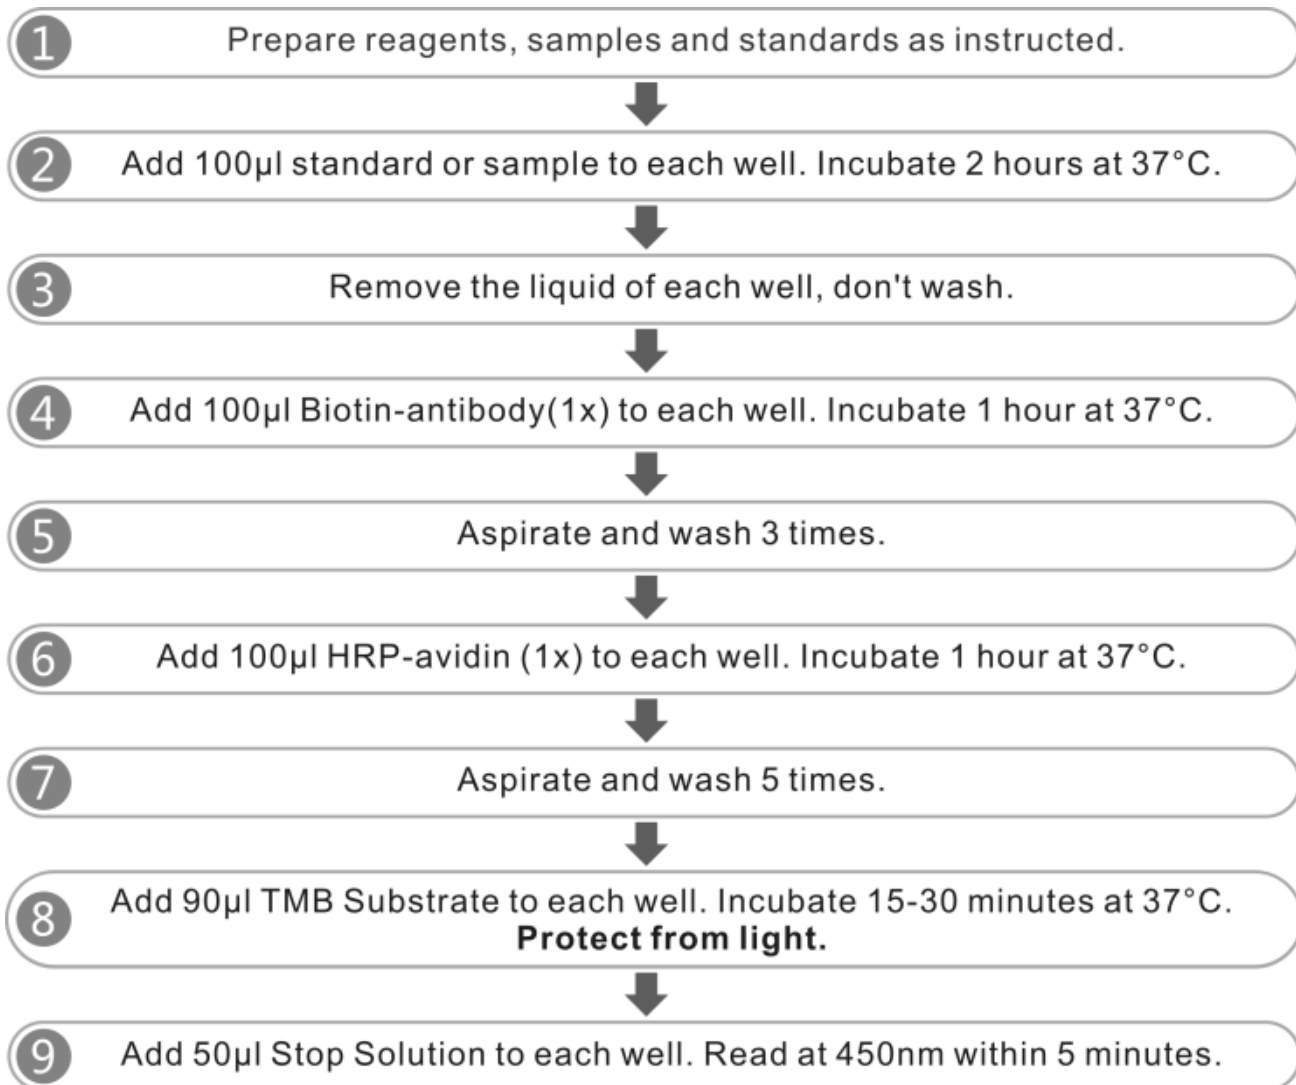 1 Prepare reagents, samples and standards as instructed.
2 Add 100μl standard or sample to each well. Incubate 2 hours at 37°C.
3 Remove the liquid of each well, don't wash.
4 Add 100μl Biotin-antibody(1x) to each well. Incubate 1 hour at 37°C.
5 Aspirate and wash 3 times.
6 Add 100μl HRP-avidin (1x) to each well. Incubate 1 hour at 37°C.
7 Aspirate and wash 5 times.
8 Add 90μl TMB Substrate to each well. Incubate 15-30 minutes at 37°C.
Protect from light.
9 Add 50μl Stop Solution to each well. Read at 450nm within 5 minutes.